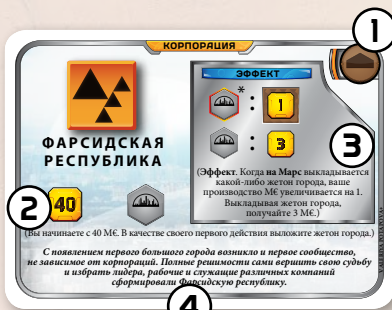 1
КОРПОРАЦИЯ
ЭФФЕКТ
* : 1
: 3
ФАРСИДСКАЯ
РЕСПУБЛИКА
3
(Эффект. Когда на Марс выкладывается
какой-либо жетон города, ваше
производство М€ увеличивается на 1.
Выкладывая жетон города,
получайте 3 М€.)
2
40
(Вы начинаете с 40 М€. В качестве своего первого действия выложите жетон города.)
С появлением первого большого города возникло и первое сообщество,
не зависимое от корпораций. Полные решимости сами вершить свою судьбу
и избрать лидера, рабочие и служащие различных компаний
сформировали Фарсидскую республику.
4